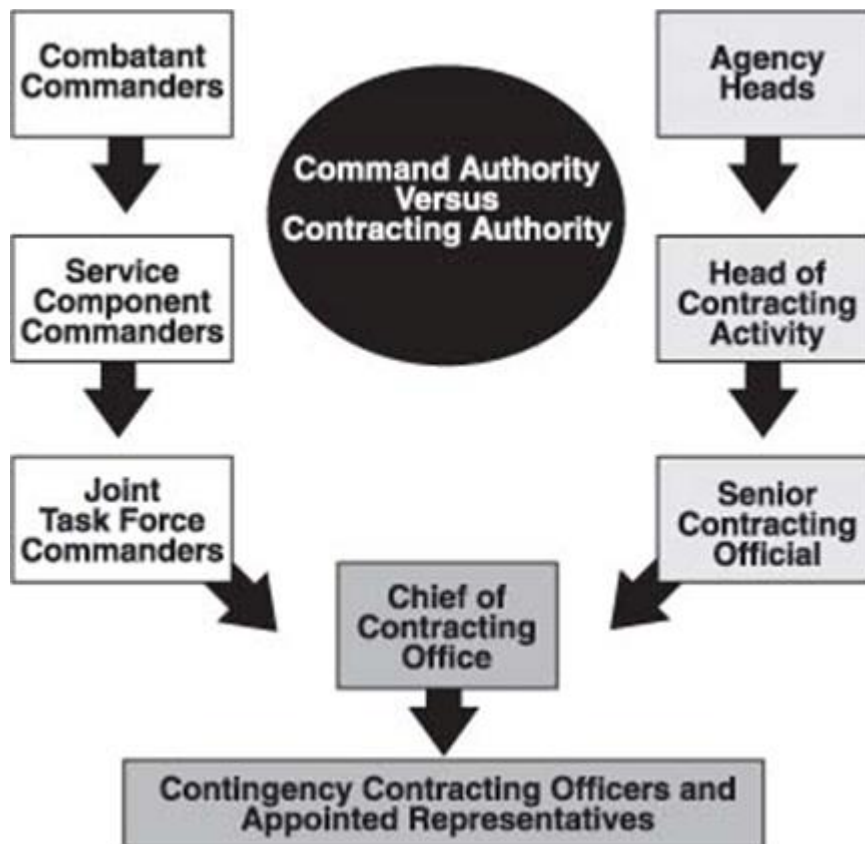 Combatant
Commanders
Agency
Heads
Command Authority
Versus
Contracting Authority
Service
Component
Commanders
Head of
Contracting
Activity
Joint
Task Force
Commanders
Senior
Contracting
Official
Chief of
Contracting
Office
Contingency Contracting Officers and
Appointed Representatives